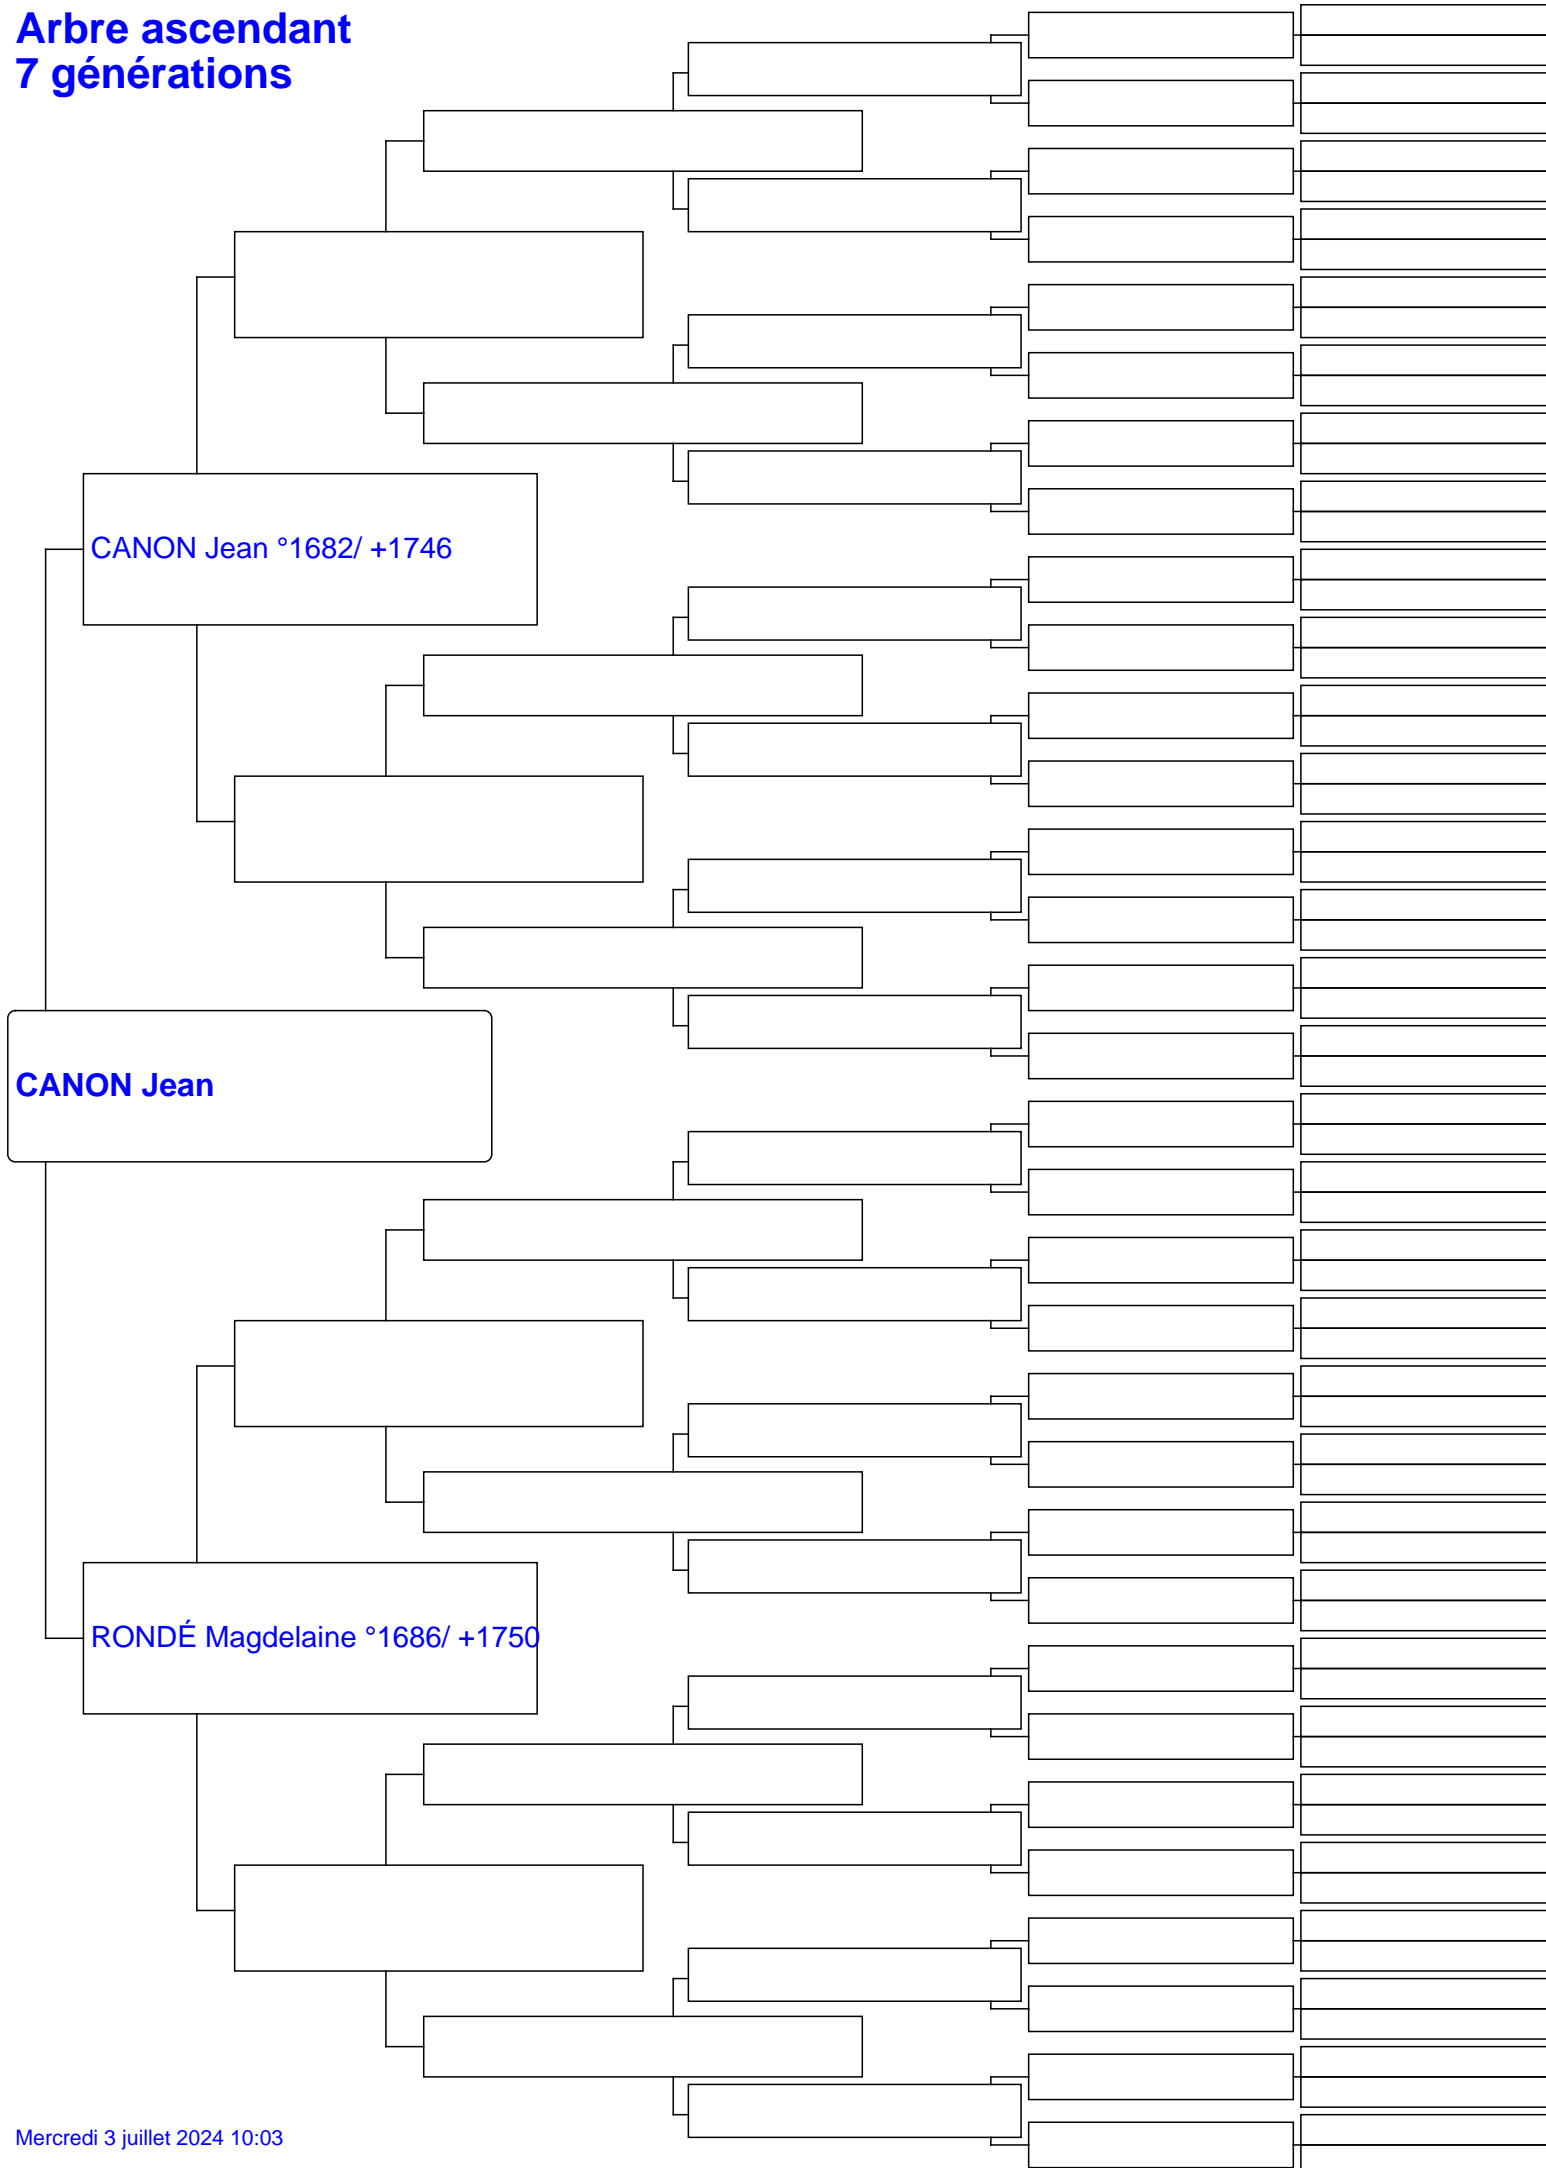 Arbre ascendant
7 générations
CANON Jean °1682/ +1746
CANON Jean
RONDÉ Magdelaine °1686/ +1750
Mercredi 3 juillet 2024 10:03